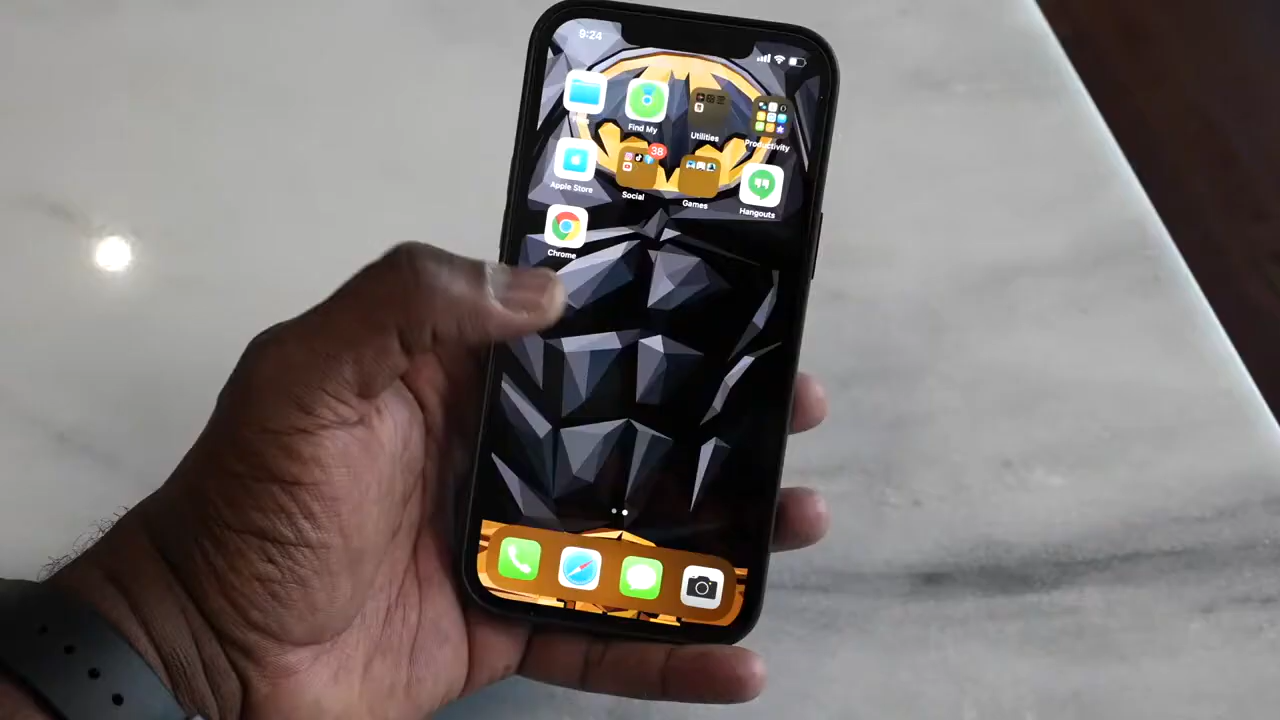 9:24
Find My
Utilities
Productivity
38
Apple Store
Social
Games
Hangouts
Chrome